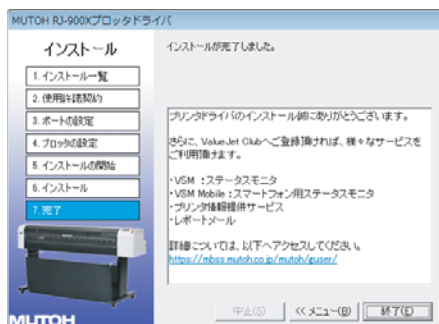 MUTOH RJ-900Xプロッタドライバ
インストール
1. インストール一覧
2. 使用許諾契約
3. ポートの設定
4. プロッタの設定
5. インストールの開始
6. インストール
7. 完了
MUTOH
インストールが完了しました。
プリンタドライバのインストール誠にありがとうございます。
さらに、ValueJet Clubへご登録頂ければ、様々なサービスを
ご利用頂けます。
・VSM :ステータスモニタ
・VSM Mobile :スマートフォン用ステータスモニタ
・プリンタ情報提供サービス
・レポートメール
詳細については、以下へアクセスしてください。
https://mbss.mutoh.co.jp/mutoh/guser/
中止(S)
<< メニュー(B)
終了(E)